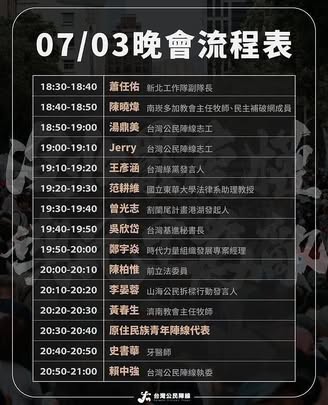 07/03晚會流程表
18:30-18:40 蕭任佑 新北工作隊副隊長
18:40-18:50 陳曉煒 南崁多加教會主任牧師、民主補破網成員
18:50-19:00 湯鼎美 台灣公民陣線志工
19:00-19:10 Jerry 台灣公民陣線志工
19:10-19:20 王彥涵 台灣綠黨發言人
19:20-19:30 范耕維 國立東華大學法律系助理教授
19:30-19:40 曾光志 割闌尾計畫港湖發起人
19:40-19:50 吳欣岱 台灣基進秘書長
19:50-20:00 鄭宇焱 時代力量組織發展專案經理
20:00-20:10 陳柏惟 前立法委員
20:10-20:20 李晏蓉 山海公民拆樑行動發言人
20:20-20:30 黃春生 濟南教會主任牧師
20:30-20:40 原住民族青年陣線代表
20:40-20:50 史書華 牙醫師
20:50-21:00 賴中強 台灣公民陣線執委
台灣公民陣線